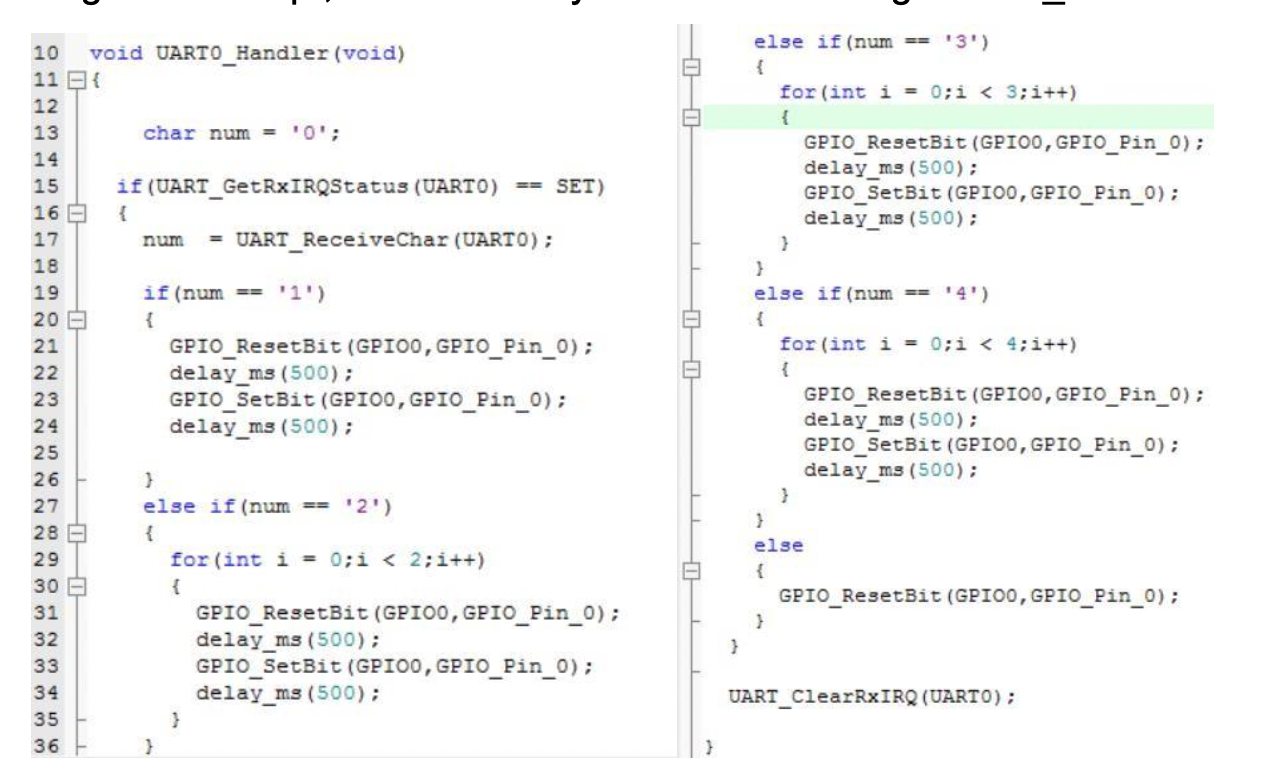 10 void UART0_Handler(void)
11 {
12
13 char num = '0';
14
15 if(UART_GetRxIRQStatus(UART0) == SET)
16 {
17 num  = UART_ReceiveChar(UART0);
18
19 if(num == '1')
20 {
21 GPIO_ResetBit(GPIO0,GPIO_Pin_0);
22 delay_ms(500);
23 GPIO_SetBit(GPIO0,GPIO_Pin_0);
24 delay_ms(500);
25
26 }
27 else if(num == '2')
28 {
29 for(int i = 0;i < 2;i++)
30 {
31 GPIO_ResetBit(GPIO0,GPIO_Pin_0);
32 delay_ms(500);
33 GPIO_SetBit(GPIO0,GPIO_Pin_0);
34 delay_ms(500);
35 }
36 }
else if(num == '3')
{
for(int i = 0;i < 3;i++)
{
GPIO_ResetBit(GPIO0,GPIO_Pin_0);
delay_ms(500);
GPIO_SetBit(GPIO0,GPIO_Pin_0);
delay_ms(500);
}
}
else if(num == '4')
{
for(int i = 0;i < 4;i++)
{
GPIO_ResetBit(GPIO0,GPIO_Pin_0);
delay_ms(500);
GPIO_SetBit(GPIO0,GPIO_Pin_0);
delay_ms(500);
}
}
else
{
GPIO_ResetBit(GPIO0,GPIO_Pin_0);
}
}
UART_ClearRxIRQ(UART0);
}